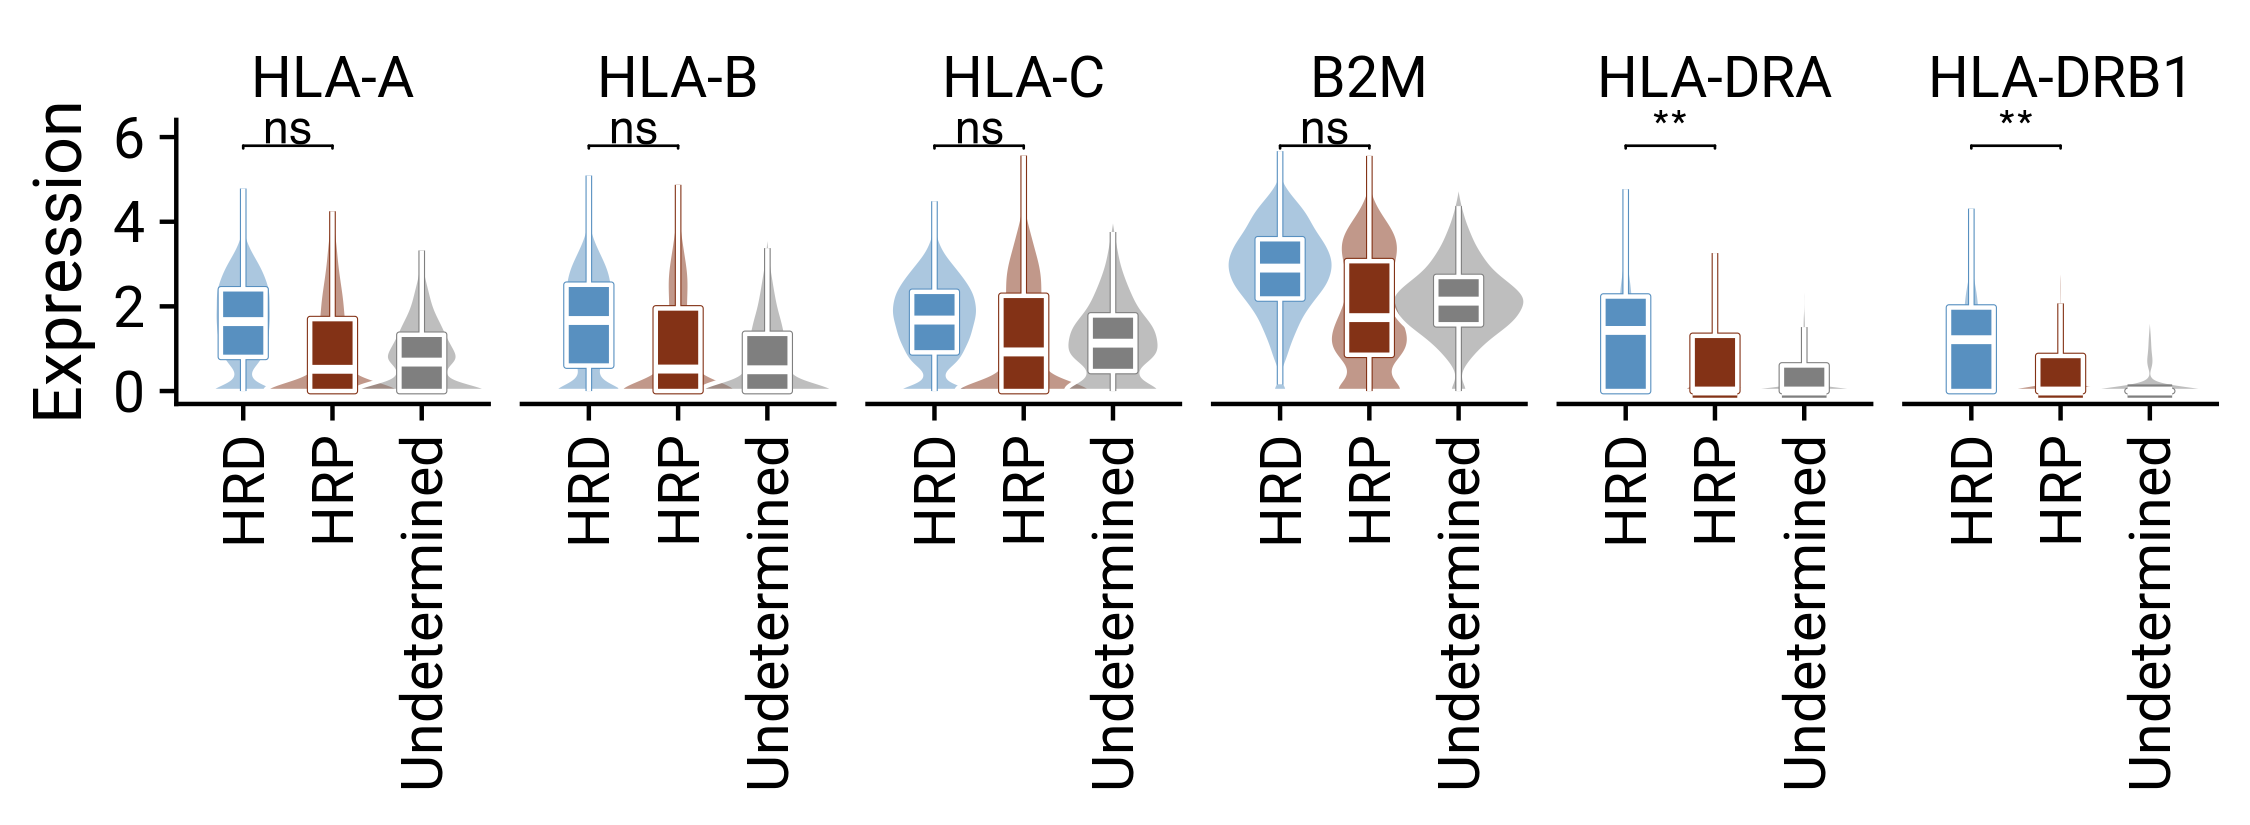 HLA-A HLA-B HLA-C B2M HLA-DRA HLA-DRB1
ns ns ns ns ** **
Expression
6
4
2
0
HRD HRP Undetermined HRD HRP Undetermined HRD HRP Undetermined HRD HRP Undetermined HRD HRP Undetermined HRD HRP Undetermined